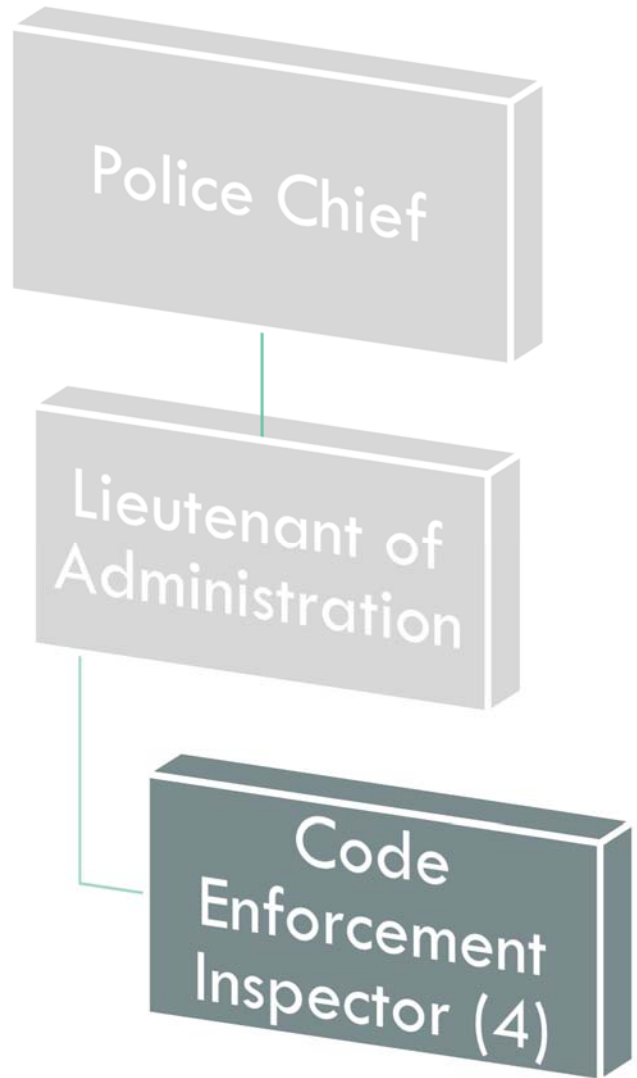 Police Chief
Lieutenant of
Administration
Code
Enforcement
Inspector (4)